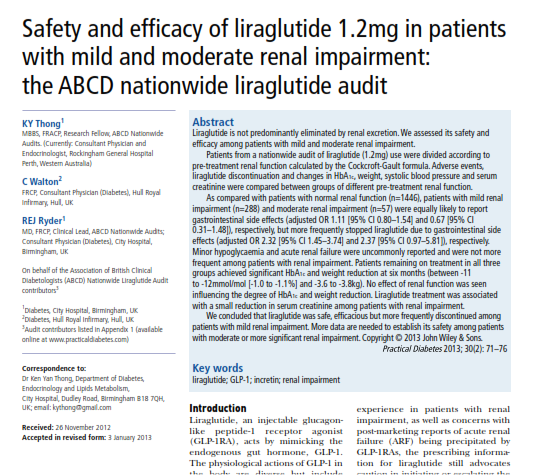 Safety and efficacy of liraglutide 1.2mg in patients
with mild and moderate renal impairment:
the ABCD nationwide liraglutide audit
KY Thong1
MBBS, FRACP, Research Fellow, ABCD Nationwide
Audits. (Currently: Consultant Physician and
Endocrinologist, Rockingham General Hospital
Perth, Western Australia)
C Walton2
FRCP, Consultant Physician (Diabetes), Hull Royal
Infirmary, Hull, UK
REJ Ryder1
MD, FRCP, Clinical Lead, ABCD Nationwide Audits;
Consultant Physician (Diabetes), City Hospital,
Birmingham, UK
On behalf of the Association of British Clinical
Diabetologists (ABCD) Nationwide Liraglutide Audit
contributors3
1Diabetes, City Hospital, Birmingham, UK
2Diabetes, Hull Royal Infirmary, Hull, UK
3Audit contributors listed in Appendix 1 (available
online at www.practicaldiabetes.com)
Correspondence to:
Dr Ken Yan Thong, Department of Diabetes,
Endocrinology and Lipids Metabolism,
City Hospital, Dudley Road, Birmingham B18 7QH,
UK; email: kythong@gmail.com
Received: 26 November 2012
Accepted in revised form: 3 January 2013
Abstract
Liraglutide is not predominantly eliminated by renal excretion. We assessed its safety and
efficacy among patients with mild and moderate renal impairment.
Patients from a nationwide audit of liraglutide (1.2mg) use were divided according to
pre-treatment renal function calculated by the Cockcroft-Gault formula. Adverse events,
liraglutide discontinuation and changes in HbA1c, weight, systolic blood pressure and serum
creatinine were compared between groups of different pre-treatment renal function.
As compared with patients with normal renal function (n=1446), patients with mild renal
impairment (n=288) and moderate renal impairment (n=57) were equally likely to report
gastrointestinal side effects (adjusted OR 1.11 [95% CI 0.80–1.54] and 0.67 [95% CI
0.31–1.48]), respectively, but more frequently stopped liraglutide due to gastrointestinal side
effects (adjusted OR 2.32 [95% CI 1.45–3.74] and 2.37 [95% CI 0.97–5.81]), respectively.
Minor hypoglycaemia and acute renal failure were uncommonly reported and were not more
frequent among patients with renal impairment. Patients remaining on treatment in all three
groups achieved significant HbA1c and weight reduction at six months (between -11
to -12mmol/mol [-1.0 to -1.1%] and -3.6 to -3.8kg). No effect of renal function was seen
influencing the degree of HbA1c and weight reduction. Liraglutide treatment was associated
with a small reduction in serum creatinine among patients with renal impairment.
We concluded that liraglutide was safe, efficacious but more frequently discontinued among
patients with mild renal impairment. More data are needed to establish its safety among patients
with moderate or more significant renal impairment. Copyright © 2013 John Wiley & Sons.
Practical Diabetes 2013; 30(2): 71–76
Key words
liraglutide; GLP-1; incretin; renal impairment
Introduction
Liraglutide, an injectable glucagon-
like peptide-1 receptor agonist
(GLP-1RA), acts by mimicking the
endogenous gut hormone, GLP-1.
The physiological actions of GLP-1 in
the body are diverse but include
experience in patients with renal
impairment, as well as concerns with
post-marketing reports of acute renal
failure (ARF) being precipitated by
GLP-1RAs, the prescribing informa-
tion for liraglutide still advocates
caution in initiating or escalating the